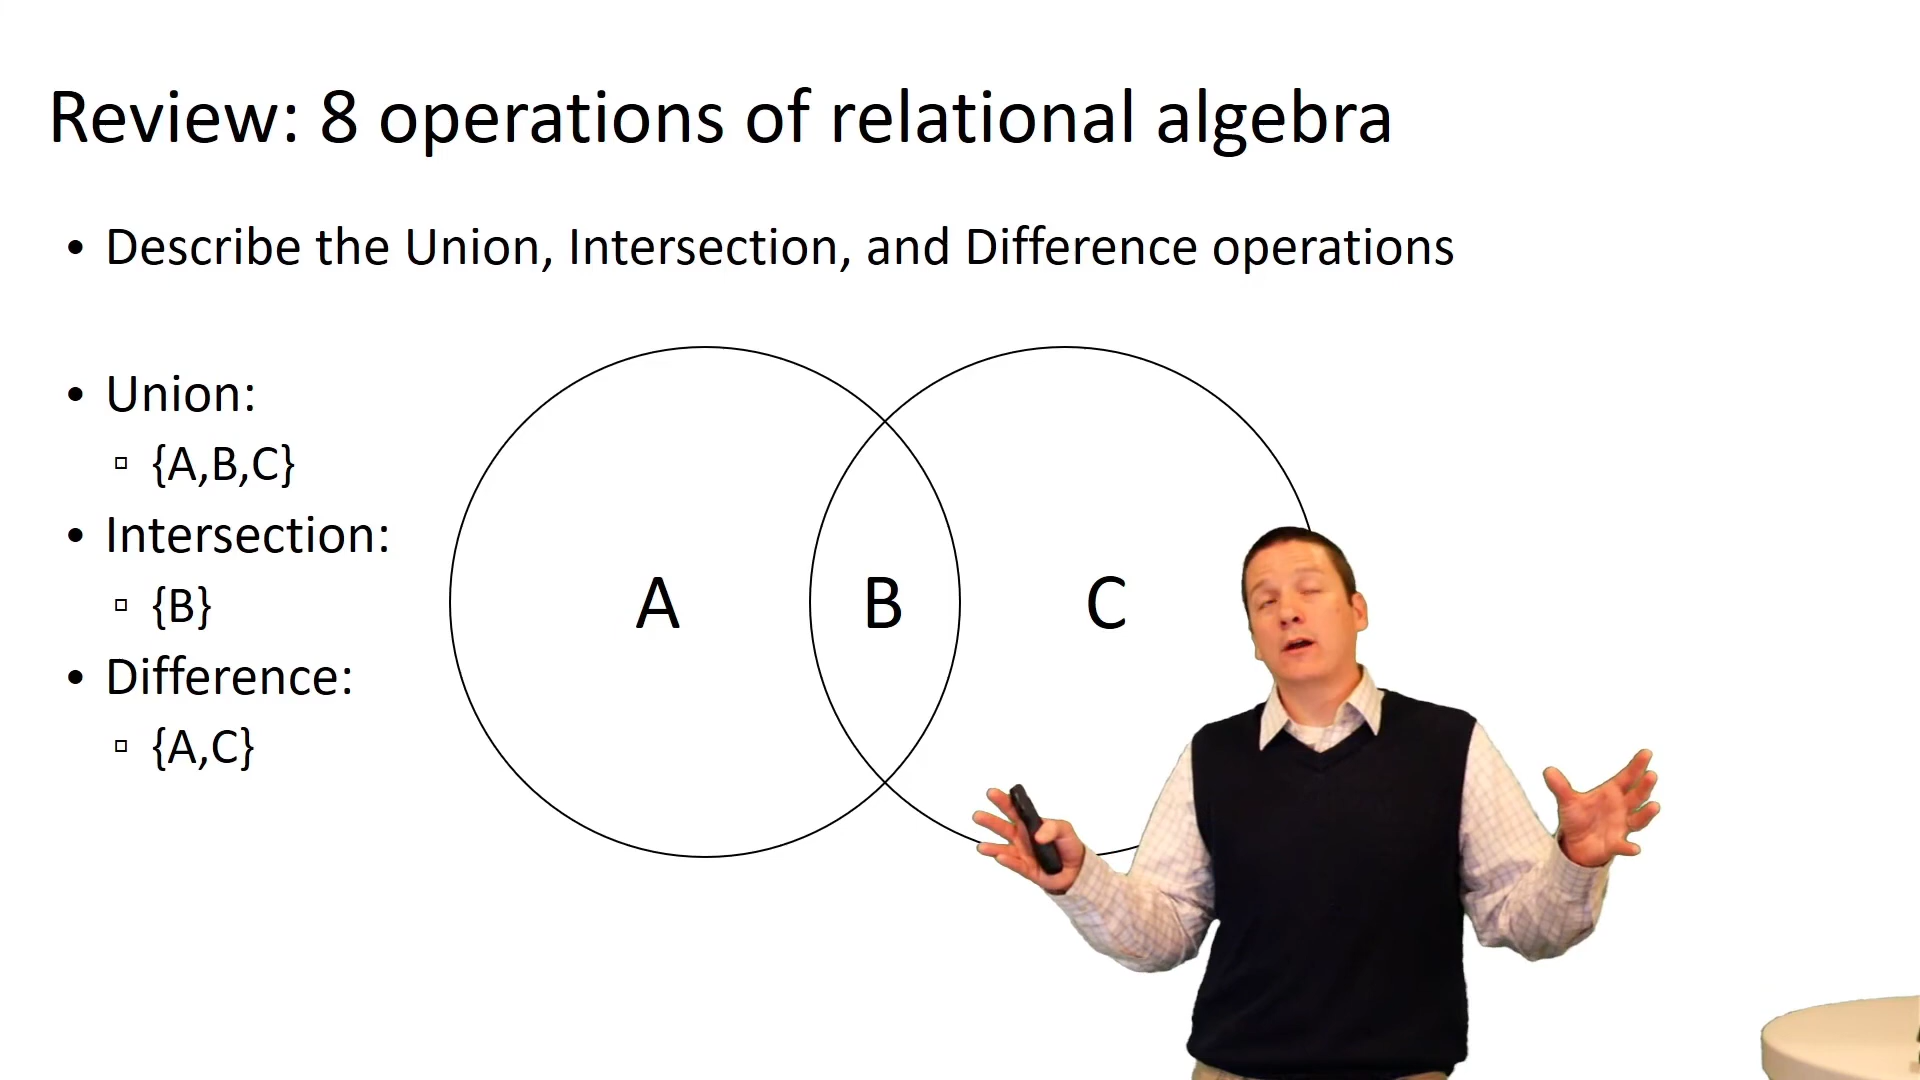 Review: 8 operations of relational algebra
• Describe the Union, Intersection, and Difference operations
• Union:
▫ {A,B,C}
• Intersection:
▫ {B}
• Difference:
▫ {A,C}
A B C